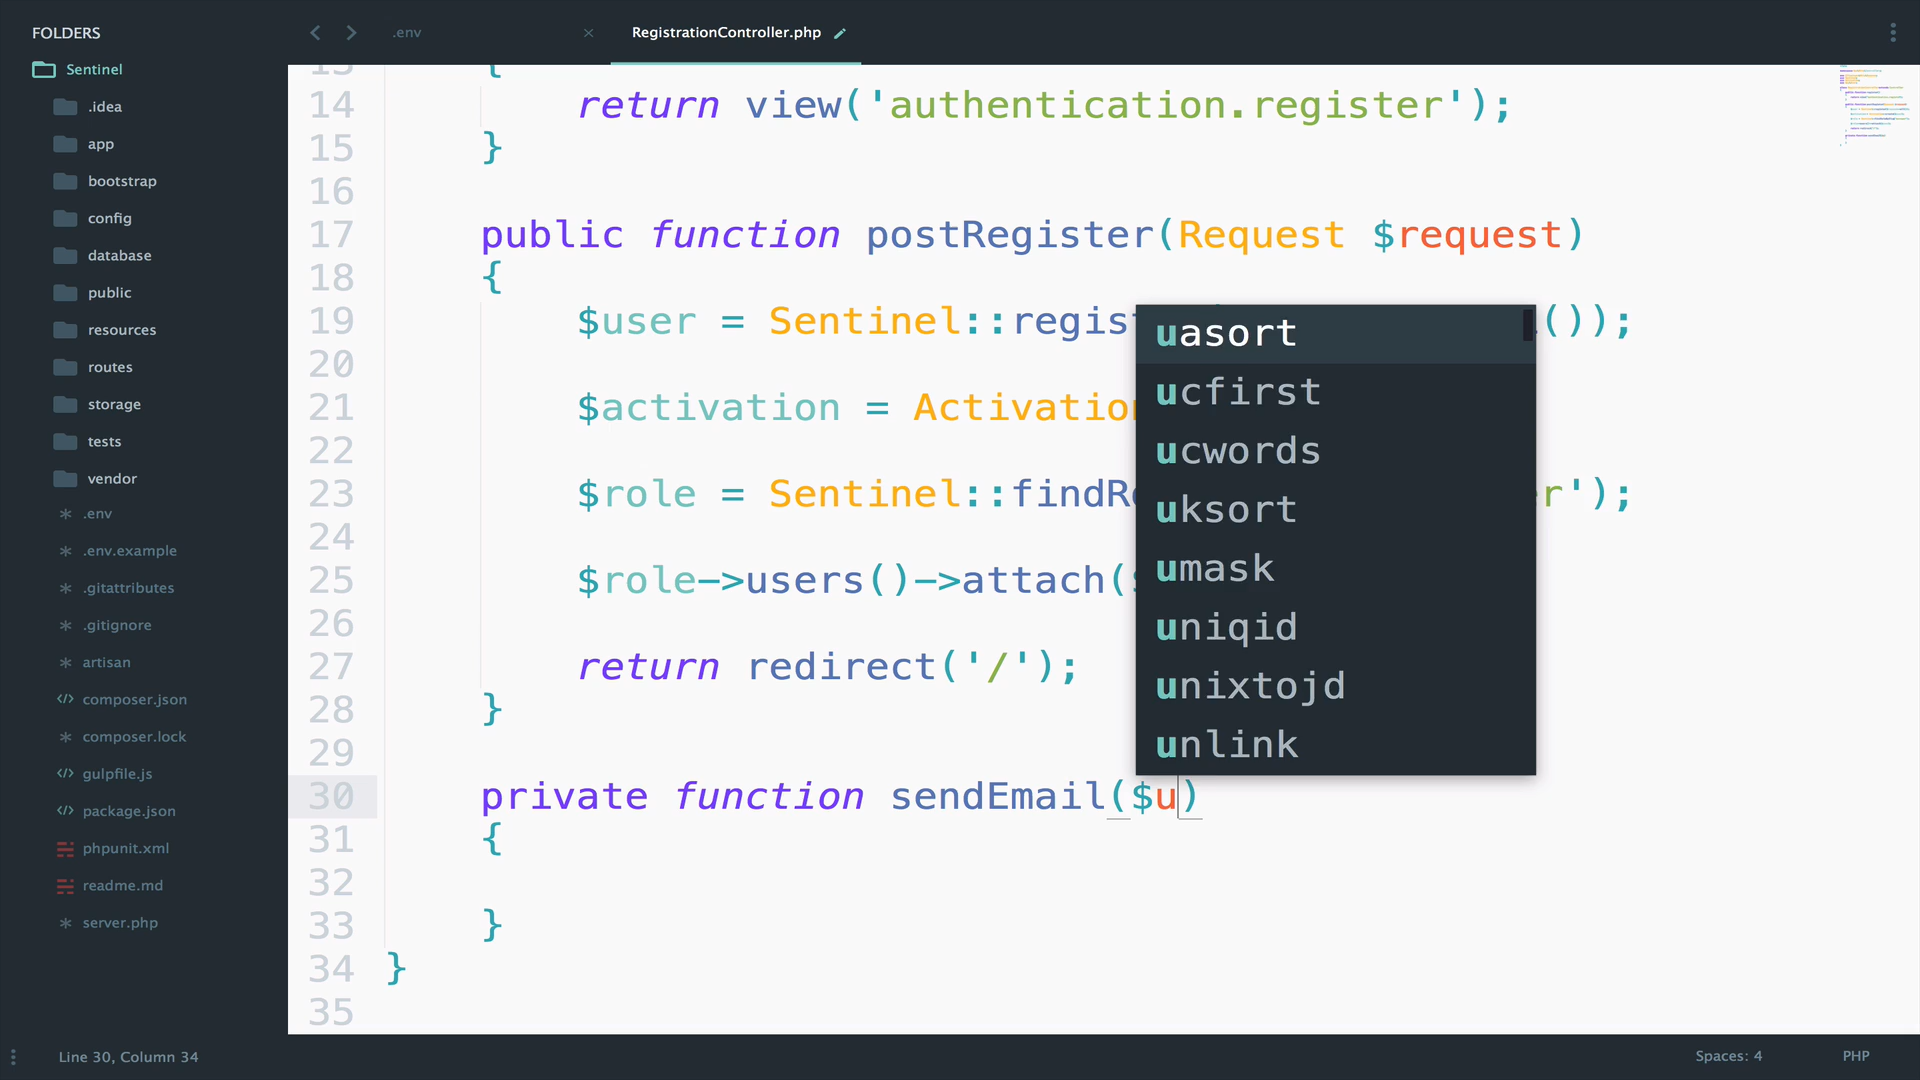 FOLDERS
Sentinel
.idea
app
bootstrap
config
database
public
resources
routes
storage
tests
vendor
.env
.env.example
.gitattributes
.gitignore
artisan
composer.json
composer.lock
gulpfile.js
package.json
phpunit.xml
readme.md
server.php
.env
RegistrationController.php
13 {
14 return view('authentication.register');
15 }
16
17 public function postRegister(Request $request)
18 {
19 $user = Sentinel::regist ());
20
21 $activation = Activation
22
23 $role = Sentinel::findRo r');
24
25 $role->users()->attach($
26
27 return redirect('/');
28 }
29
30 private function sendEmail($u)
31 {
32
33 }
34 }
35
uasort
ucfirst
ucwords
uksort
umask
uniqid
unixtojd
unlink
Line 30, Column 34
Spaces: 4
PHP